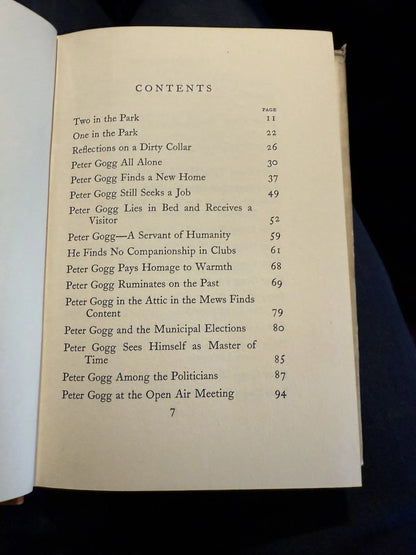 CONTENTS
PAGE
Two in the Park 11
One in the Park 22
Reflections on a Dirty Collar 26
Peter Gogg All Alone 30
Peter Gogg Finds a New Home 37
Peter Gogg Still Seeks a Job 49
Peter Gogg Lies in Bed and Receives a
Visitor 52
Peter Gogg—A Servant of Humanity 59
He Finds No Companionship in Clubs 61
Peter Gogg Pays Homage to Warmth 68
Peter Gogg Ruminates on the Past 69
Peter Gogg in the Attic in the Mews Finds
Content 79
Peter Gogg and the Municipal Elections 80
Peter Gogg Sees Himself as Master of
Time 85
Peter Gogg Among the Politicians 87
Peter Gogg at the Open Air Meeting 94
7